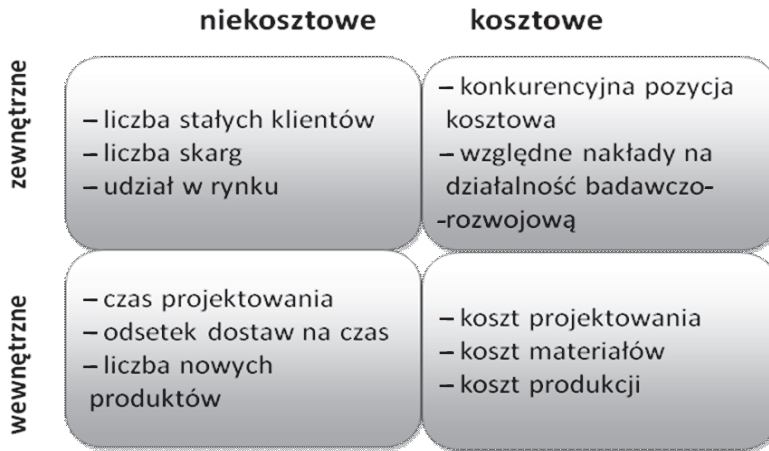 niekosztowe
kosztowe
zewnętrzne
– liczba stałych klientów
– liczba skarg
– udział w rynku
– konkurencyjna pozycja
kosztowa
– względne nakłady na
działalność badawczo-
-rozwojową
wewnętrzne
– czas projektowania
– odsetek dostaw na czas
– liczba nowych
produktów
– koszt projektowania
– koszt materiałów
– koszt produkcji